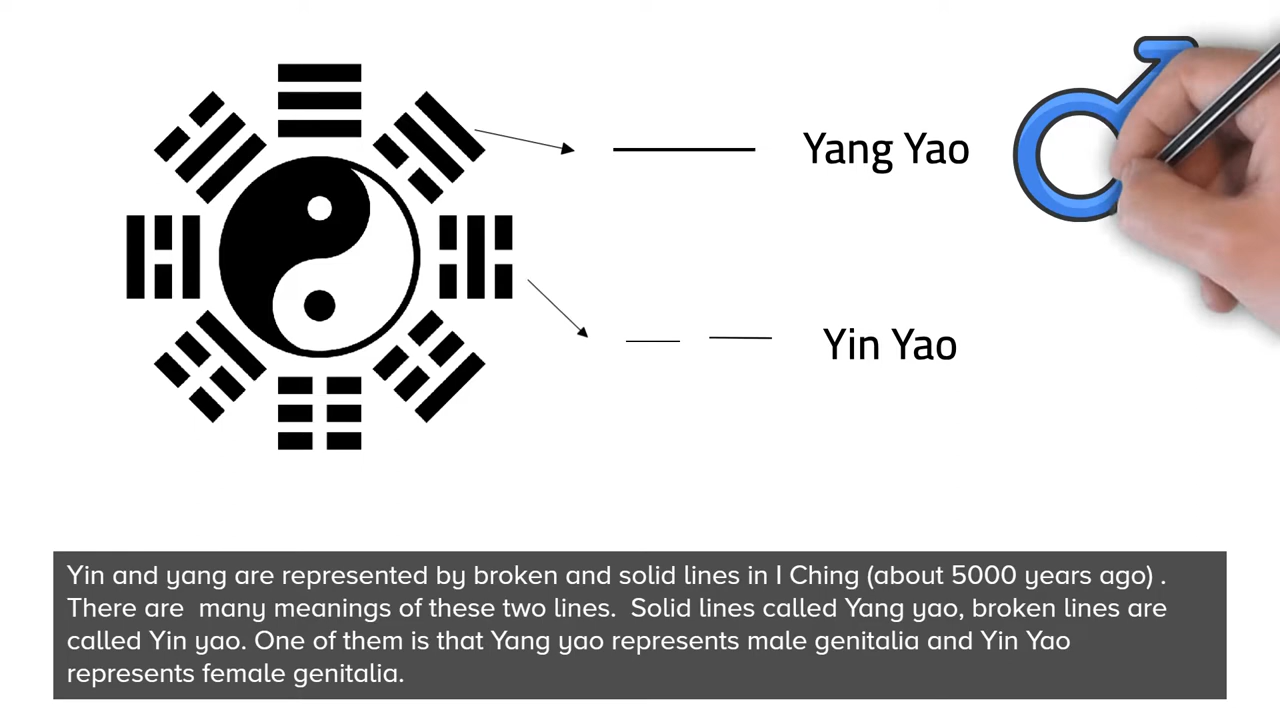 Yang Yao
Yin Yao
Yin and yang are represented by broken and solid lines in I Ching (about 5000 years ago) .
There are  many meanings of these two lines.  Solid lines called Yang yao, broken lines are
called Yin yao. One of them is that Yang yao represents male genitalia and Yin Yao
represents female genitalia.